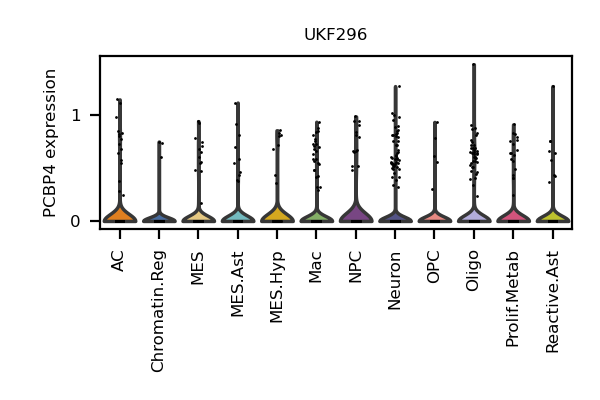 UKF296
PCBP4 expression
1
0
AC
Chromatin.Reg
MES
MES.Ast
MES.Hyp
Mac
NPC
Neuron
OPC
Oligo
Prolif.Metab
Reactive.Ast